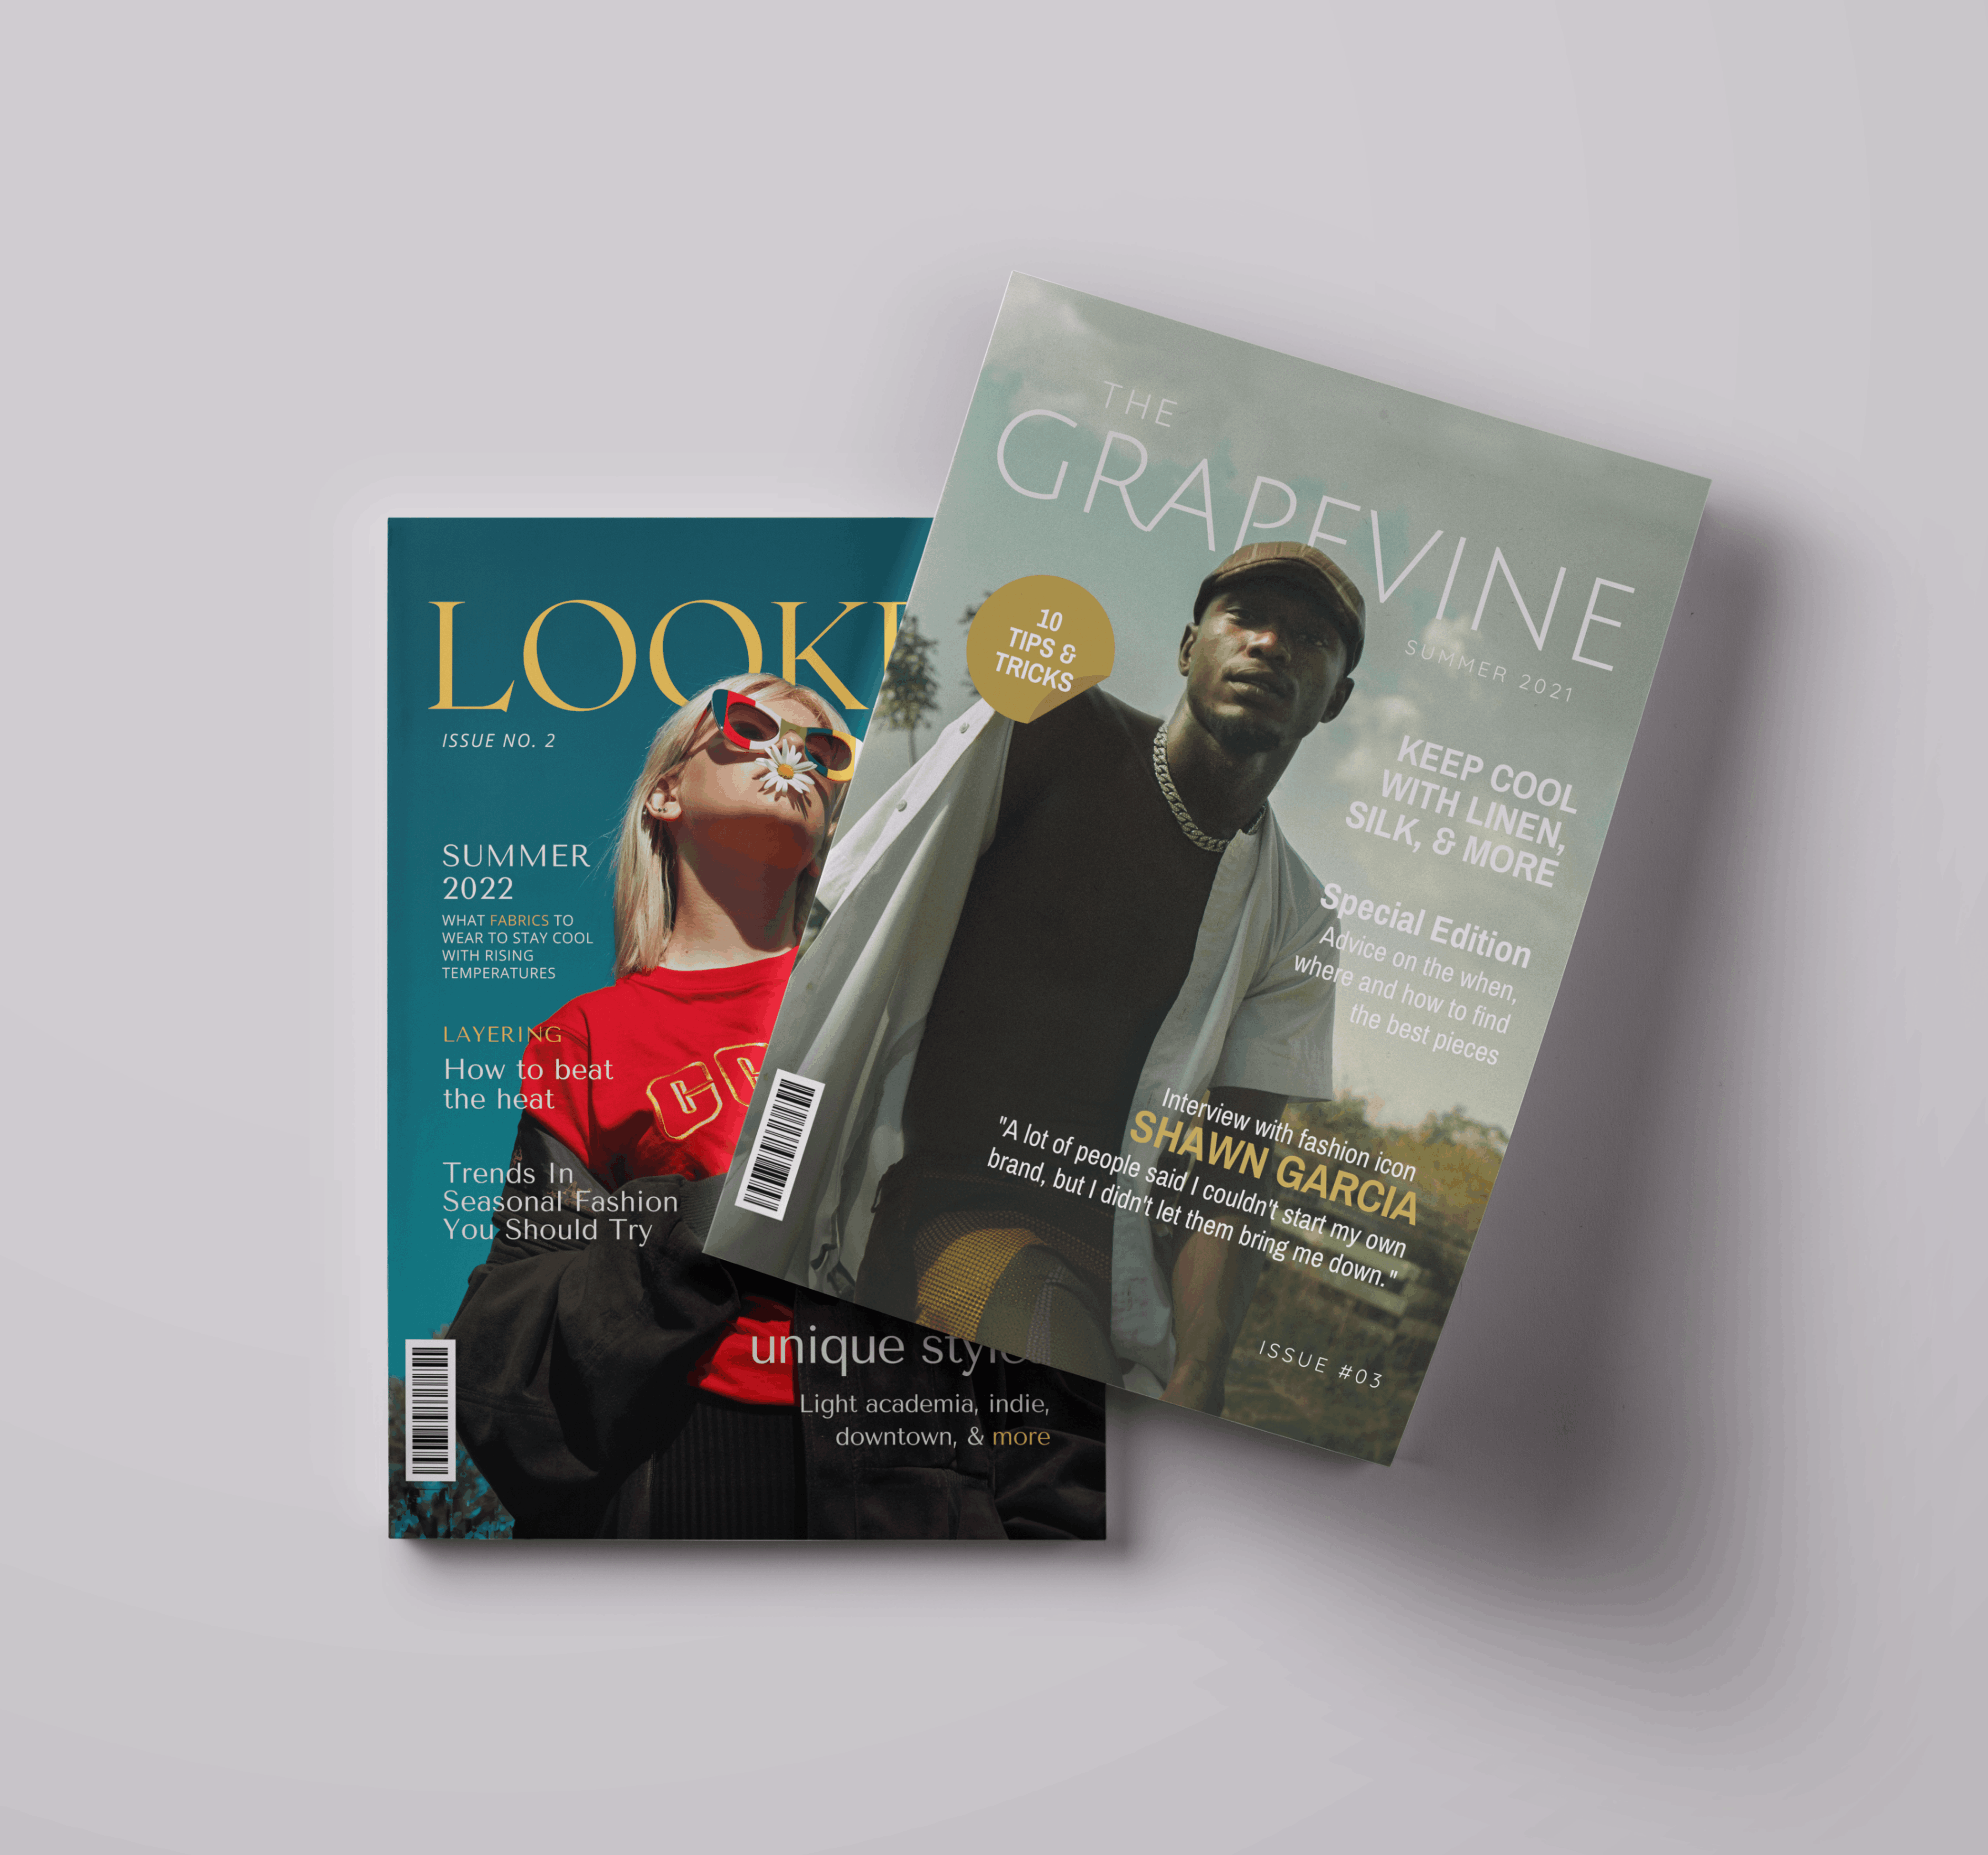 LOOK
ISSUE NO. 2
SUMMER
2022
WHAT FABRICS TO
WEAR TO STAY COOL
WITH RISING
TEMPERATURES
LAYERING
How to beat
the heat
Trends In
Seasonal Fashion
You Should Try
unique
Light academia, indie,
downtown, & more
THE
GRAPEVINE
SUMMER 2021
10
TIPS &
TRICKS
KEEP COOL
WITH LINEN,
SILK, & MORE
Special Edition
Advice on the when,
where and how to find
the best pieces
Interview with fashion icon
SHAWN GARCIA
"A lot of people said I couldn't start my own
brand, but I didn't let them bring me down."
ISSUE #03